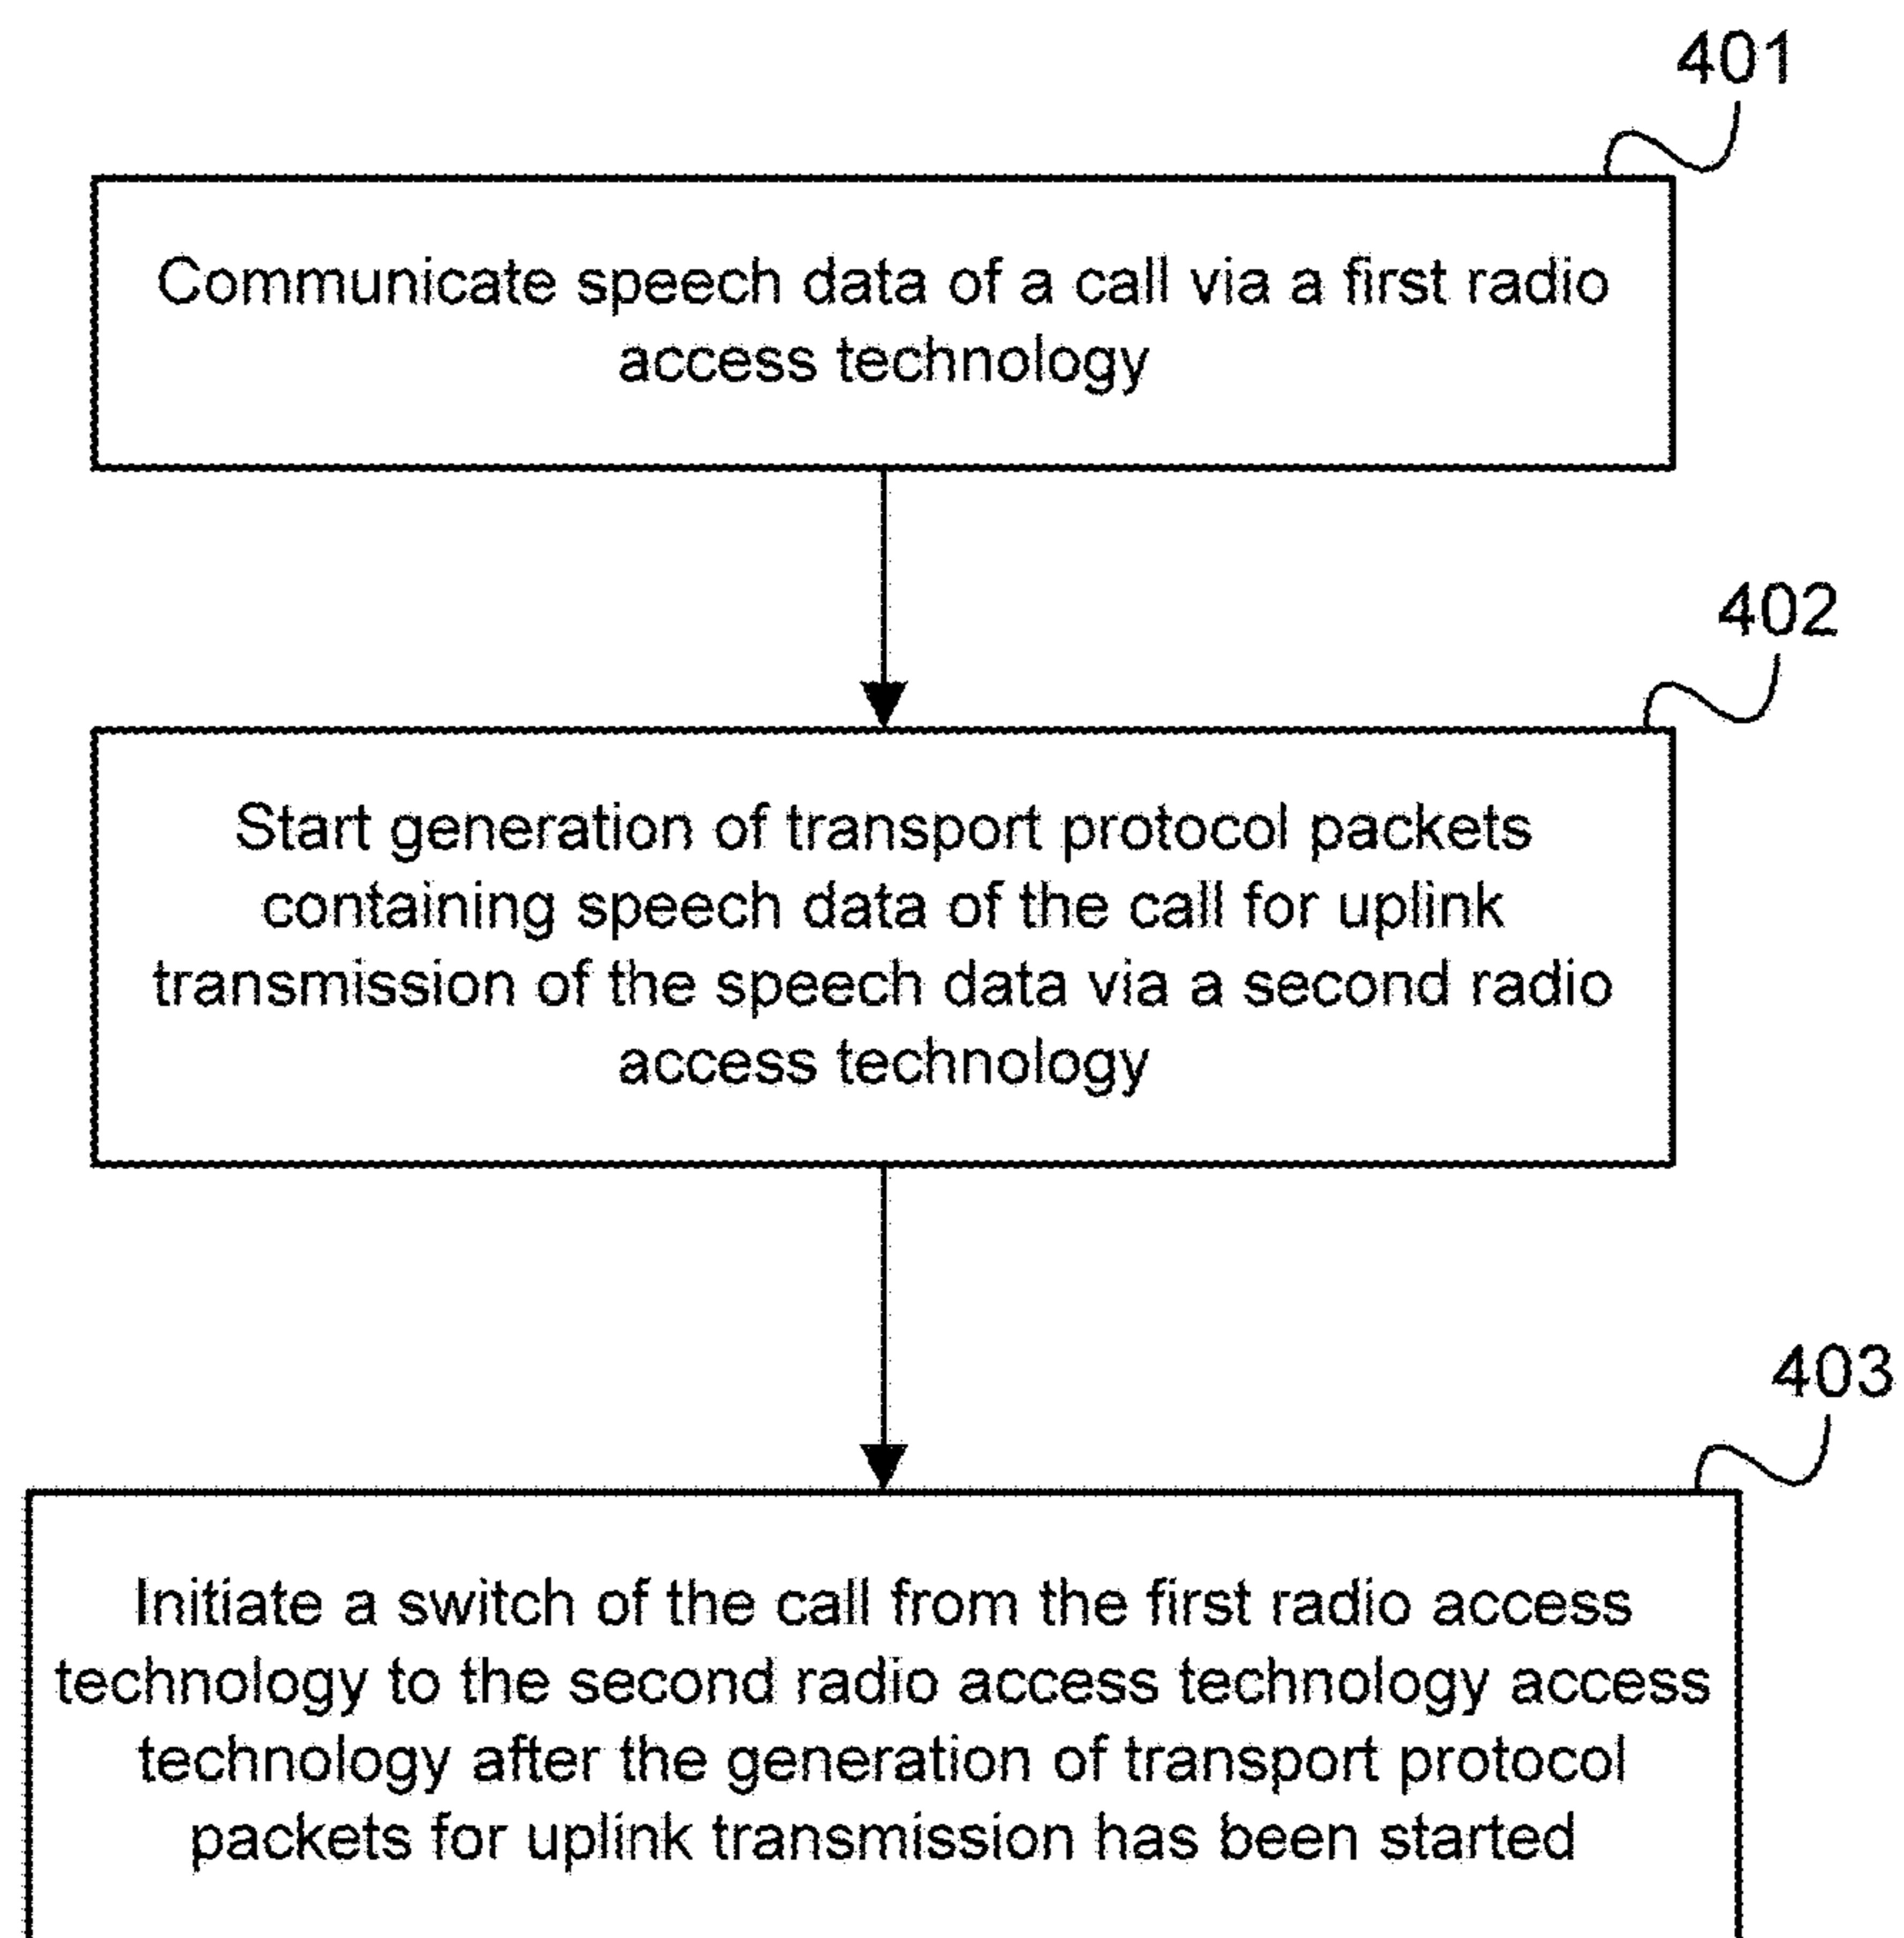 401
Communicate speech data of a call via a first radio
access technology
402
Start generation of transport protocol packets
containing speech data of the call for uplink
transmission of the speech data via a second radio
access technology
403
Initiate a switch of the call from the first radio access
technology to the second radio access technology access
technology after the generation of transport protocol
packets for uplink transmission has been started